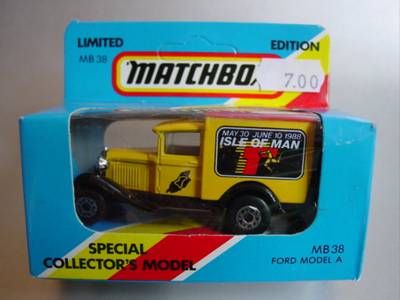 LIMITED EDITION
MB 38
MATCHBO
7.00
MAY 30 JUNE 10 1988
ISLE OF MAN
SPECIAL
COLLECTOR'S MODEL
MB 38
FORD MODEL A